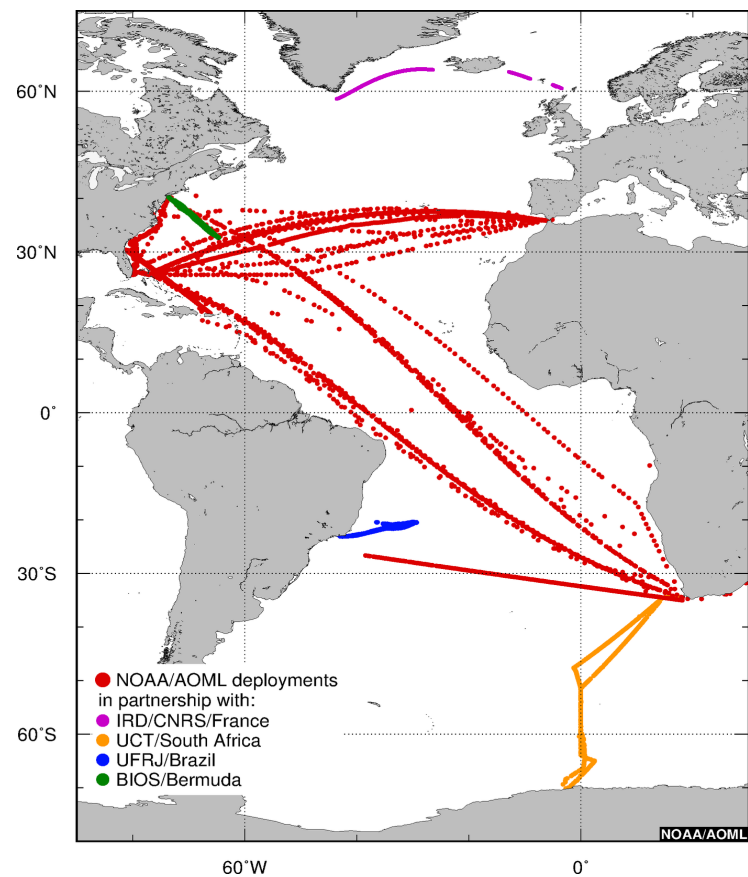 60°N
30°N
0°
30°S
60°S
NOAA/AOML deployments
in partnership with:
IRD/CNRS/France
UCT/South Africa
UFRJ/Brazil
BIOS/Bermuda
NOAA/AOML
60°W
0°